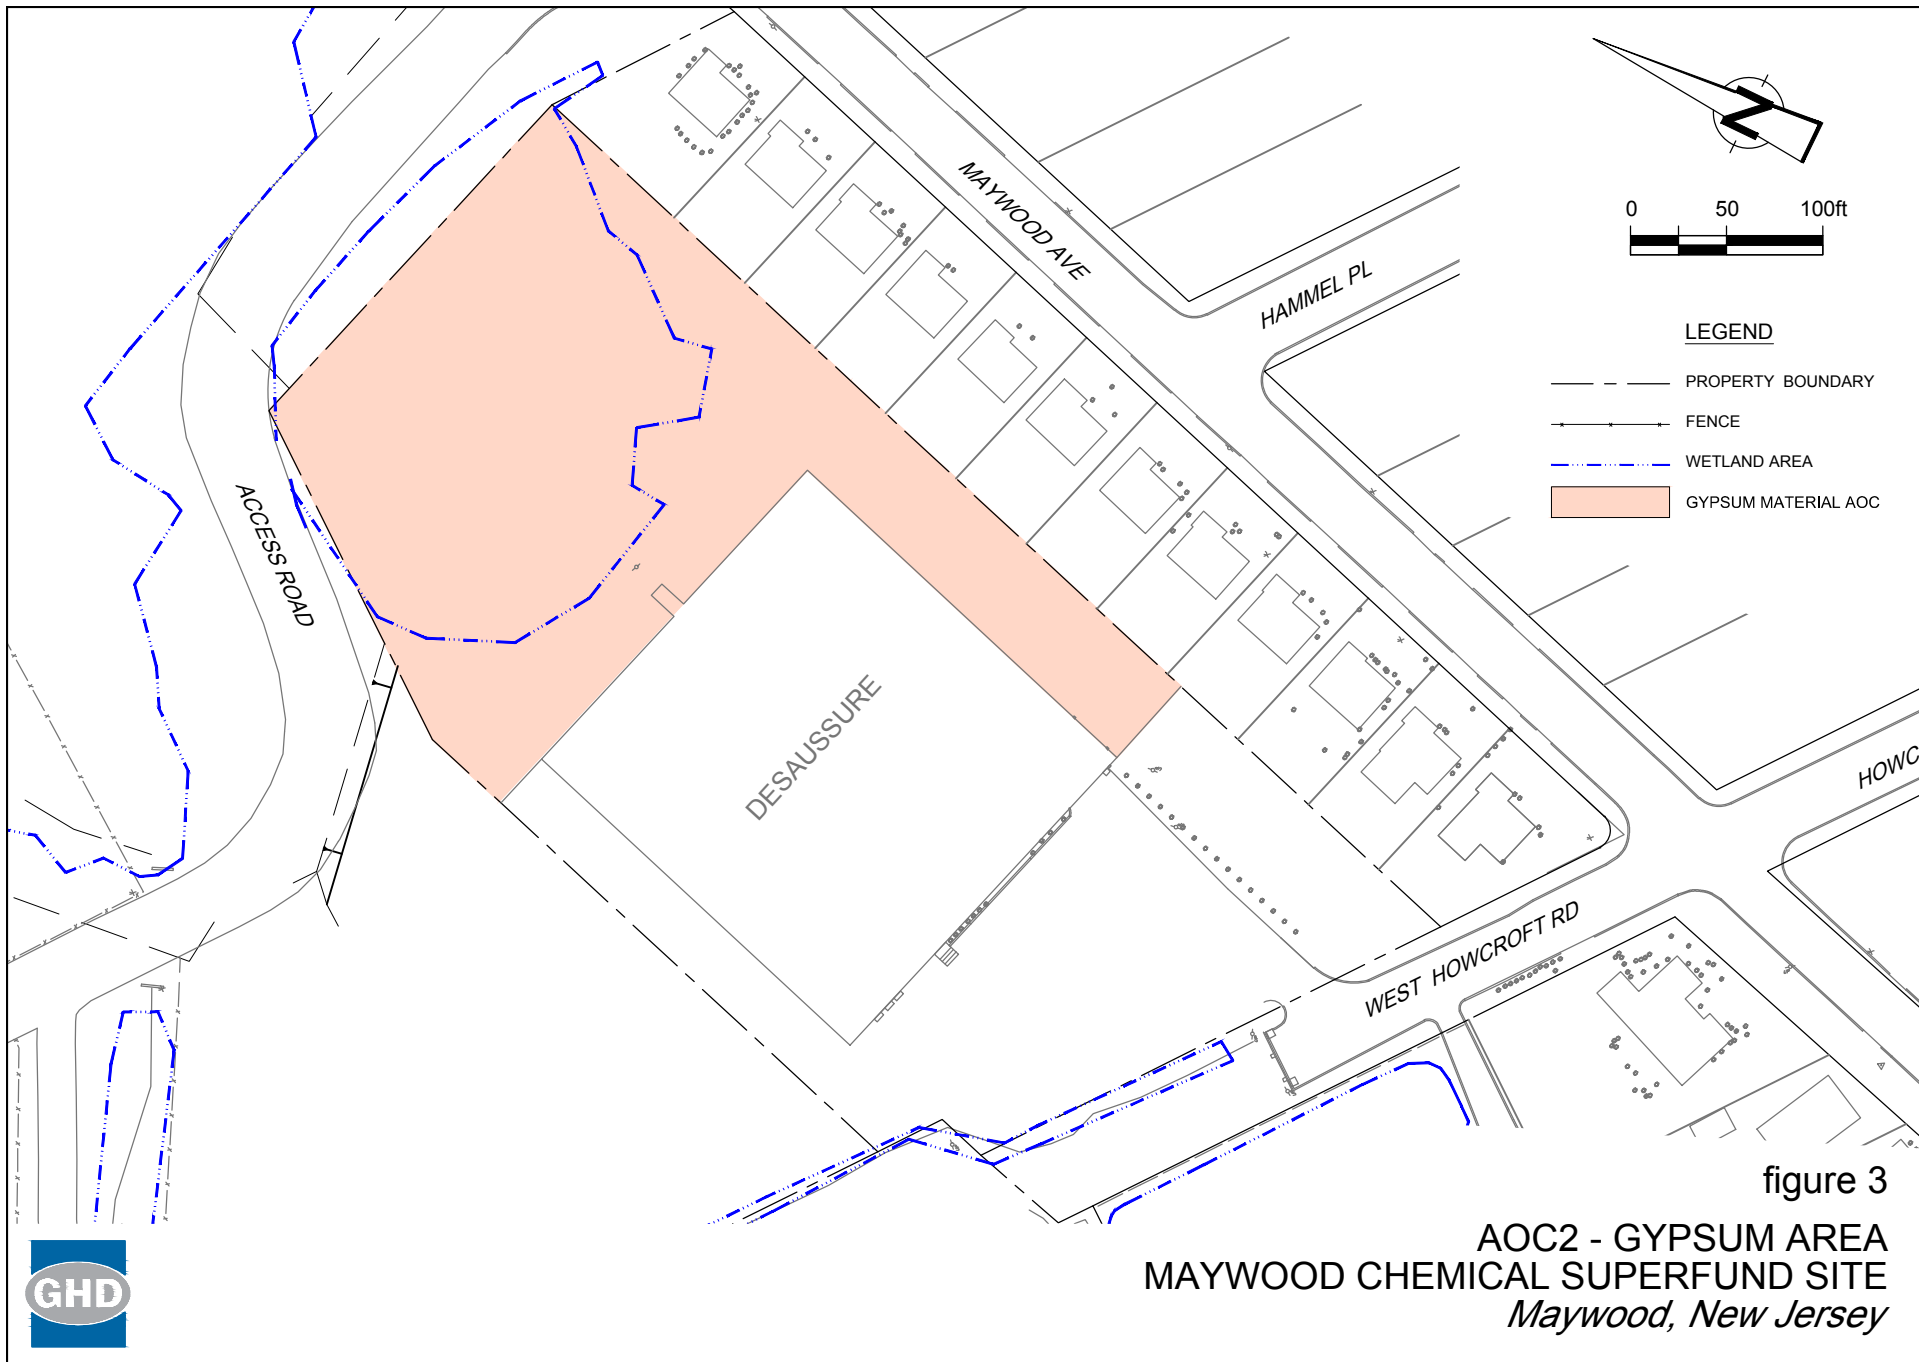 MAYWOOD AVE
HAMMEL PL
0 50 100ft
LEGEND
PROPERTY BOUNDARY
FENCE
WETLAND AREA
GYPSUM MATERIAL AOC
ACCESS ROAD
DESAUSSURE
HOWC
WEST HOWCROFT RD
figure 3
AOC2 - GYPSUM AREA
MAYWOOD CHEMICAL SUPERFUND SITE
Maywood, New Jersey
GHD
N